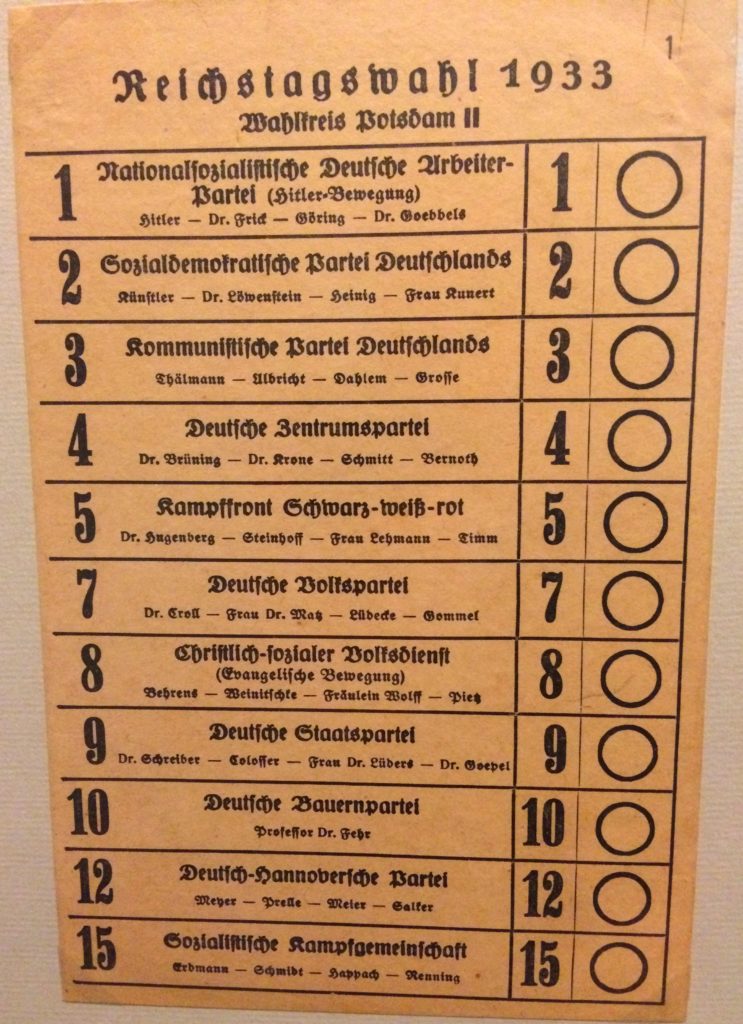 1
Reichstagswahl 1933
Wahlkreis Potsdam II
1 Nationalsozialistische Deutsche Arbeiter- 1
Partei (Hitler-Bewegung)
Hitler — Dr. Frick — Göring — Dr. Goebbels
2 Sozialdemokratische Partei Deutschlands 2
Künstler — Dr. Löwenstein — Heinig — Frau Kunert
3 Kommunistische Partei Deutschlands 3
Thälmann — Ulbricht — Dahlem — Grosse
4 Deutsche Zentrumspartei 4
Dr. Brüning — Dr. Krone — Schmitt — Bernoth
5 Kampffront Schwarz-weiß-rot 5
Dr. Hugenberg — Steinhoff — Frau Lehmann — Timm
7 Deutsche Volkspartei 7
Dr. Croll — Frau Dr. Matz — Lübecke — Gommel
8 Christlich-sozialer Volksdienst 8
(Evangelische Bewegung)
Behrens — Weinitschke — Fräulein Wolff — Pietz
9 Deutsche Staatspartei 9
Dr. Schreiber — Colosser — Frau Dr. Lüders — Dr. Goepel
10 Deutsche Bauernpartei 10
Professor Dr. Fehr
12 Deutsch-Hannoversche Partei 12
Meyer — Prelle — Meier — Salker
15 Sozialistische Kampfgemeinschaft 15
Erdmann — Schmidt — Happach — Renning